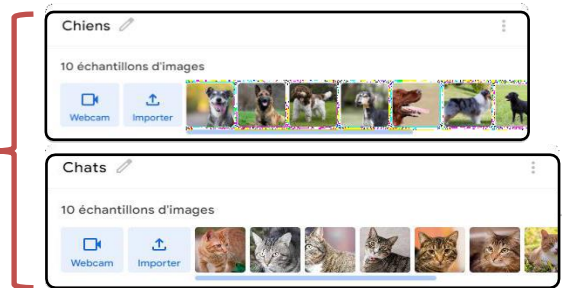 Chiens
10 échantillons d'images
Webcam Importer
Chats
10 échantillons d'images
Webcam Importer